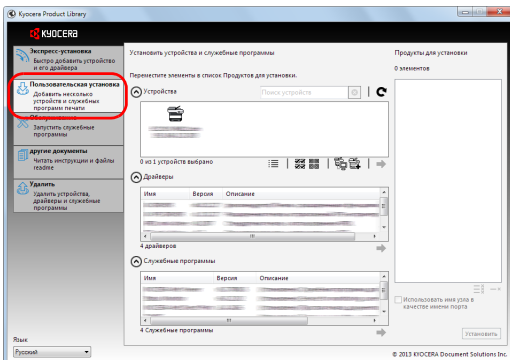 Kyocera Product Library
KYOCERA
Экспресс-установка
Быстро добавить устройство
и его драйвера
Пользовательская установка
Добавить несколько
устройств и служебных
программ печати
Обслуживание
Запустить служебные
программы
другие документы
Читать инструкции и файлы
readme
Удалить
Удалить устройства,
драйверы и служебные
программы
Язык
Русский
Установить устройства и служебные программы
Переместите элементы в список Продуктов для установки.
Устройства
Поиск устройств
0 из 1 устройств выбрано
Драйверы
Имя Версия Описание
4 драйверов
Служебные программы
Имя Версия Описание
4 Служебные программы
Продукты для установки
0 элементов
Использовать имя узла в
качестве имени порта
Установить
© 2013 KYOCERA Document Solutions Inc.